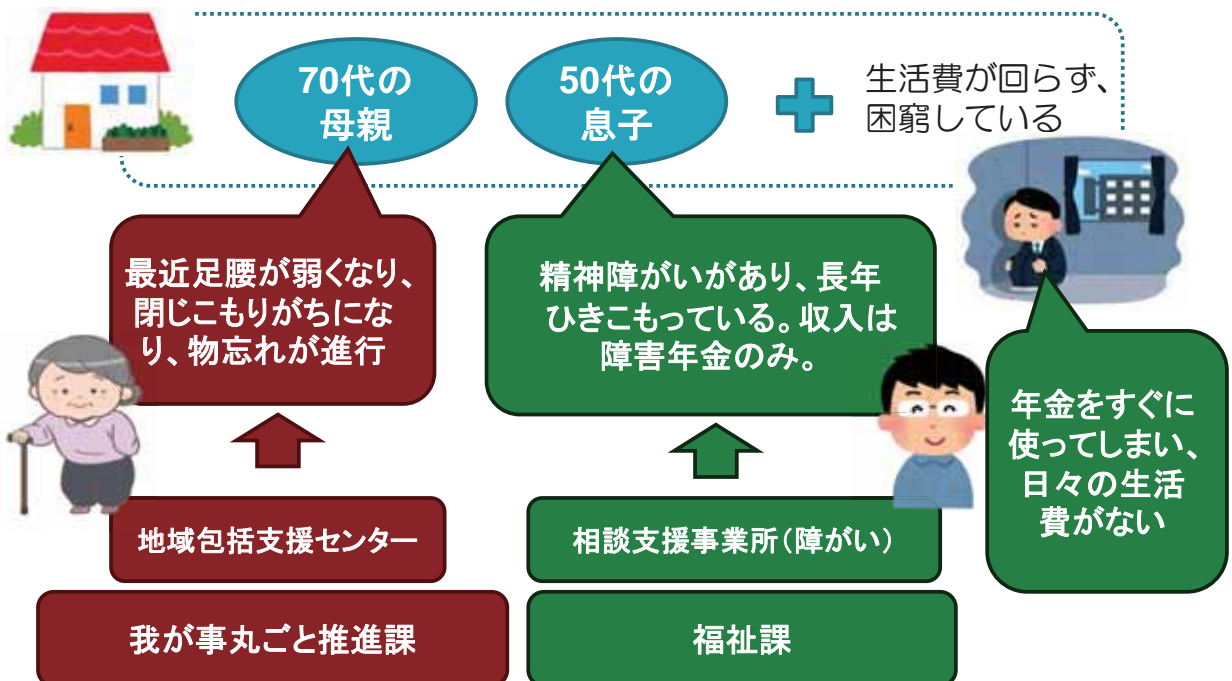 70代の
母親
50代の
息子
生活費が回らず、
困窮している
最近足腰が弱くなり、
閉じこもりがちにな
り、物忘れが進行
精神障がいがあり、長年
ひきこもっている。収入は
障害年金のみ。
年金をすぐに
使ってしまい、
日々の生活
費がない
地域包括支援センター
相談支援事業所（障がい）
我が事丸ごと推進課
福祉課